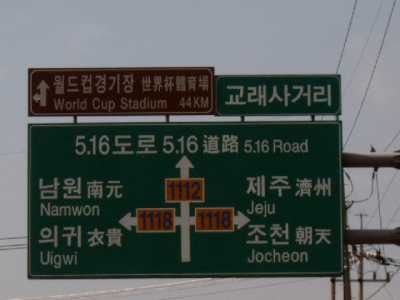 월드컵경기장 世界杯體育場
World Cup Stadium 44KM
교래사거리
5.16도로 5.16道路 5.16 Road
남원 南元
Namwon
1112
제주 濟州
Jeju
의귀 衣貴
Uigwi
1118
1118
조천 朝天
Jocheon